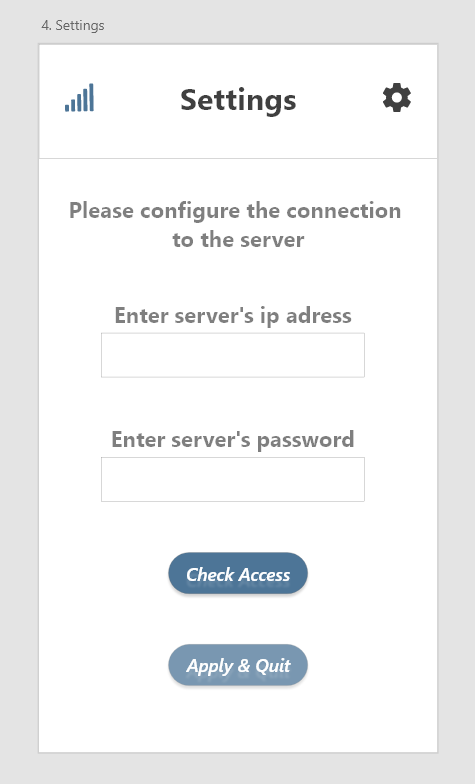 4. Settings
Settings
Please configure the connection
to the server
Enter server's ip adress
Enter server's password
Check Access
Apply & Quit